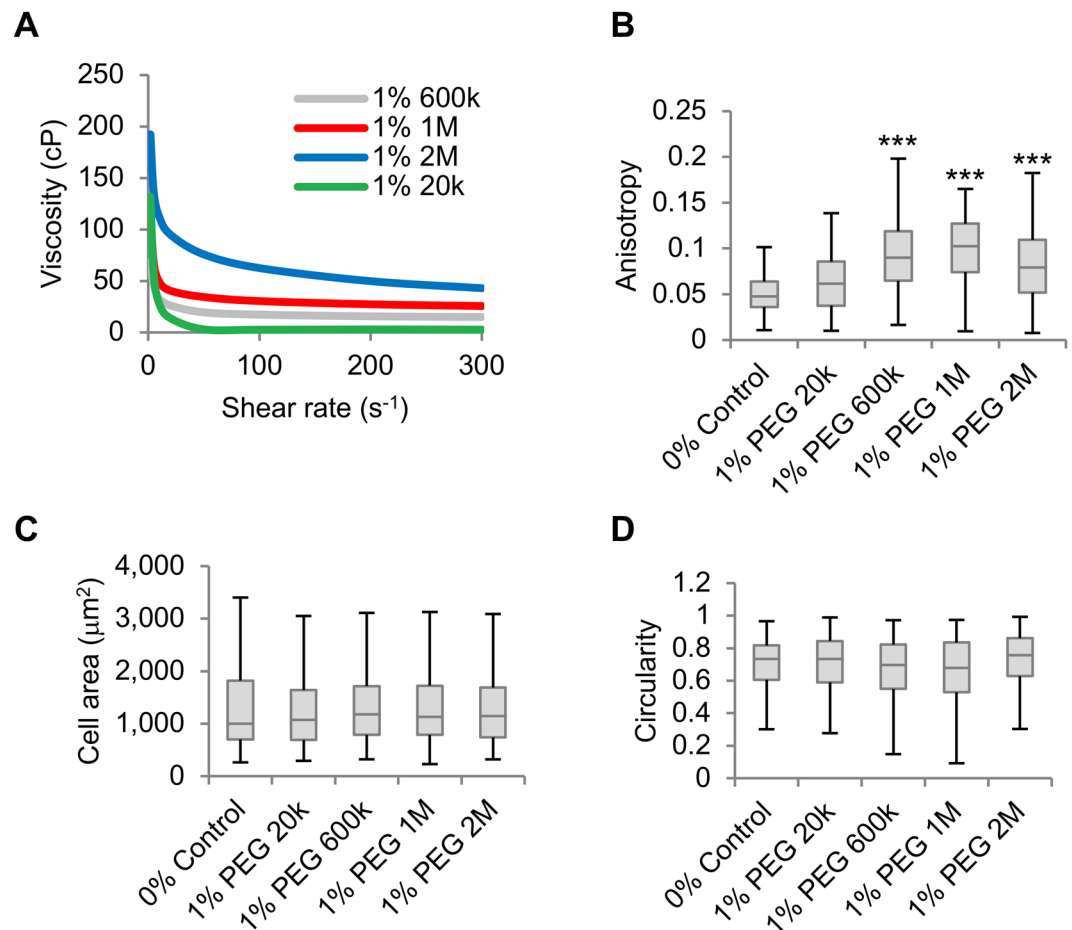 A
250
200
150
100
50
0
Viscosity (cP)
1% 600k
1% 1M
1% 2M
1% 20k
0 100 200 300
Shear rate (s⁻¹)
B
0.25
0.2
0.15
0.1
0.05
0
Anisotropy
*** *** ***
0% Control
1% PEG 20k
1% PEG 600k
1% PEG 1M
1% PEG 2M
C
4,000
3,000
2,000
1,000
0
Cell area (μm²)
0% Control
1% PEG 20k
1% PEG 600k
1% PEG 1M
1% PEG 2M
D
1.2
1
0.8
0.6
0.4
0.2
0
Circularity
0% Control
1% PEG 20k
1% PEG 600k
1% PEG 1M
1% PEG 2M